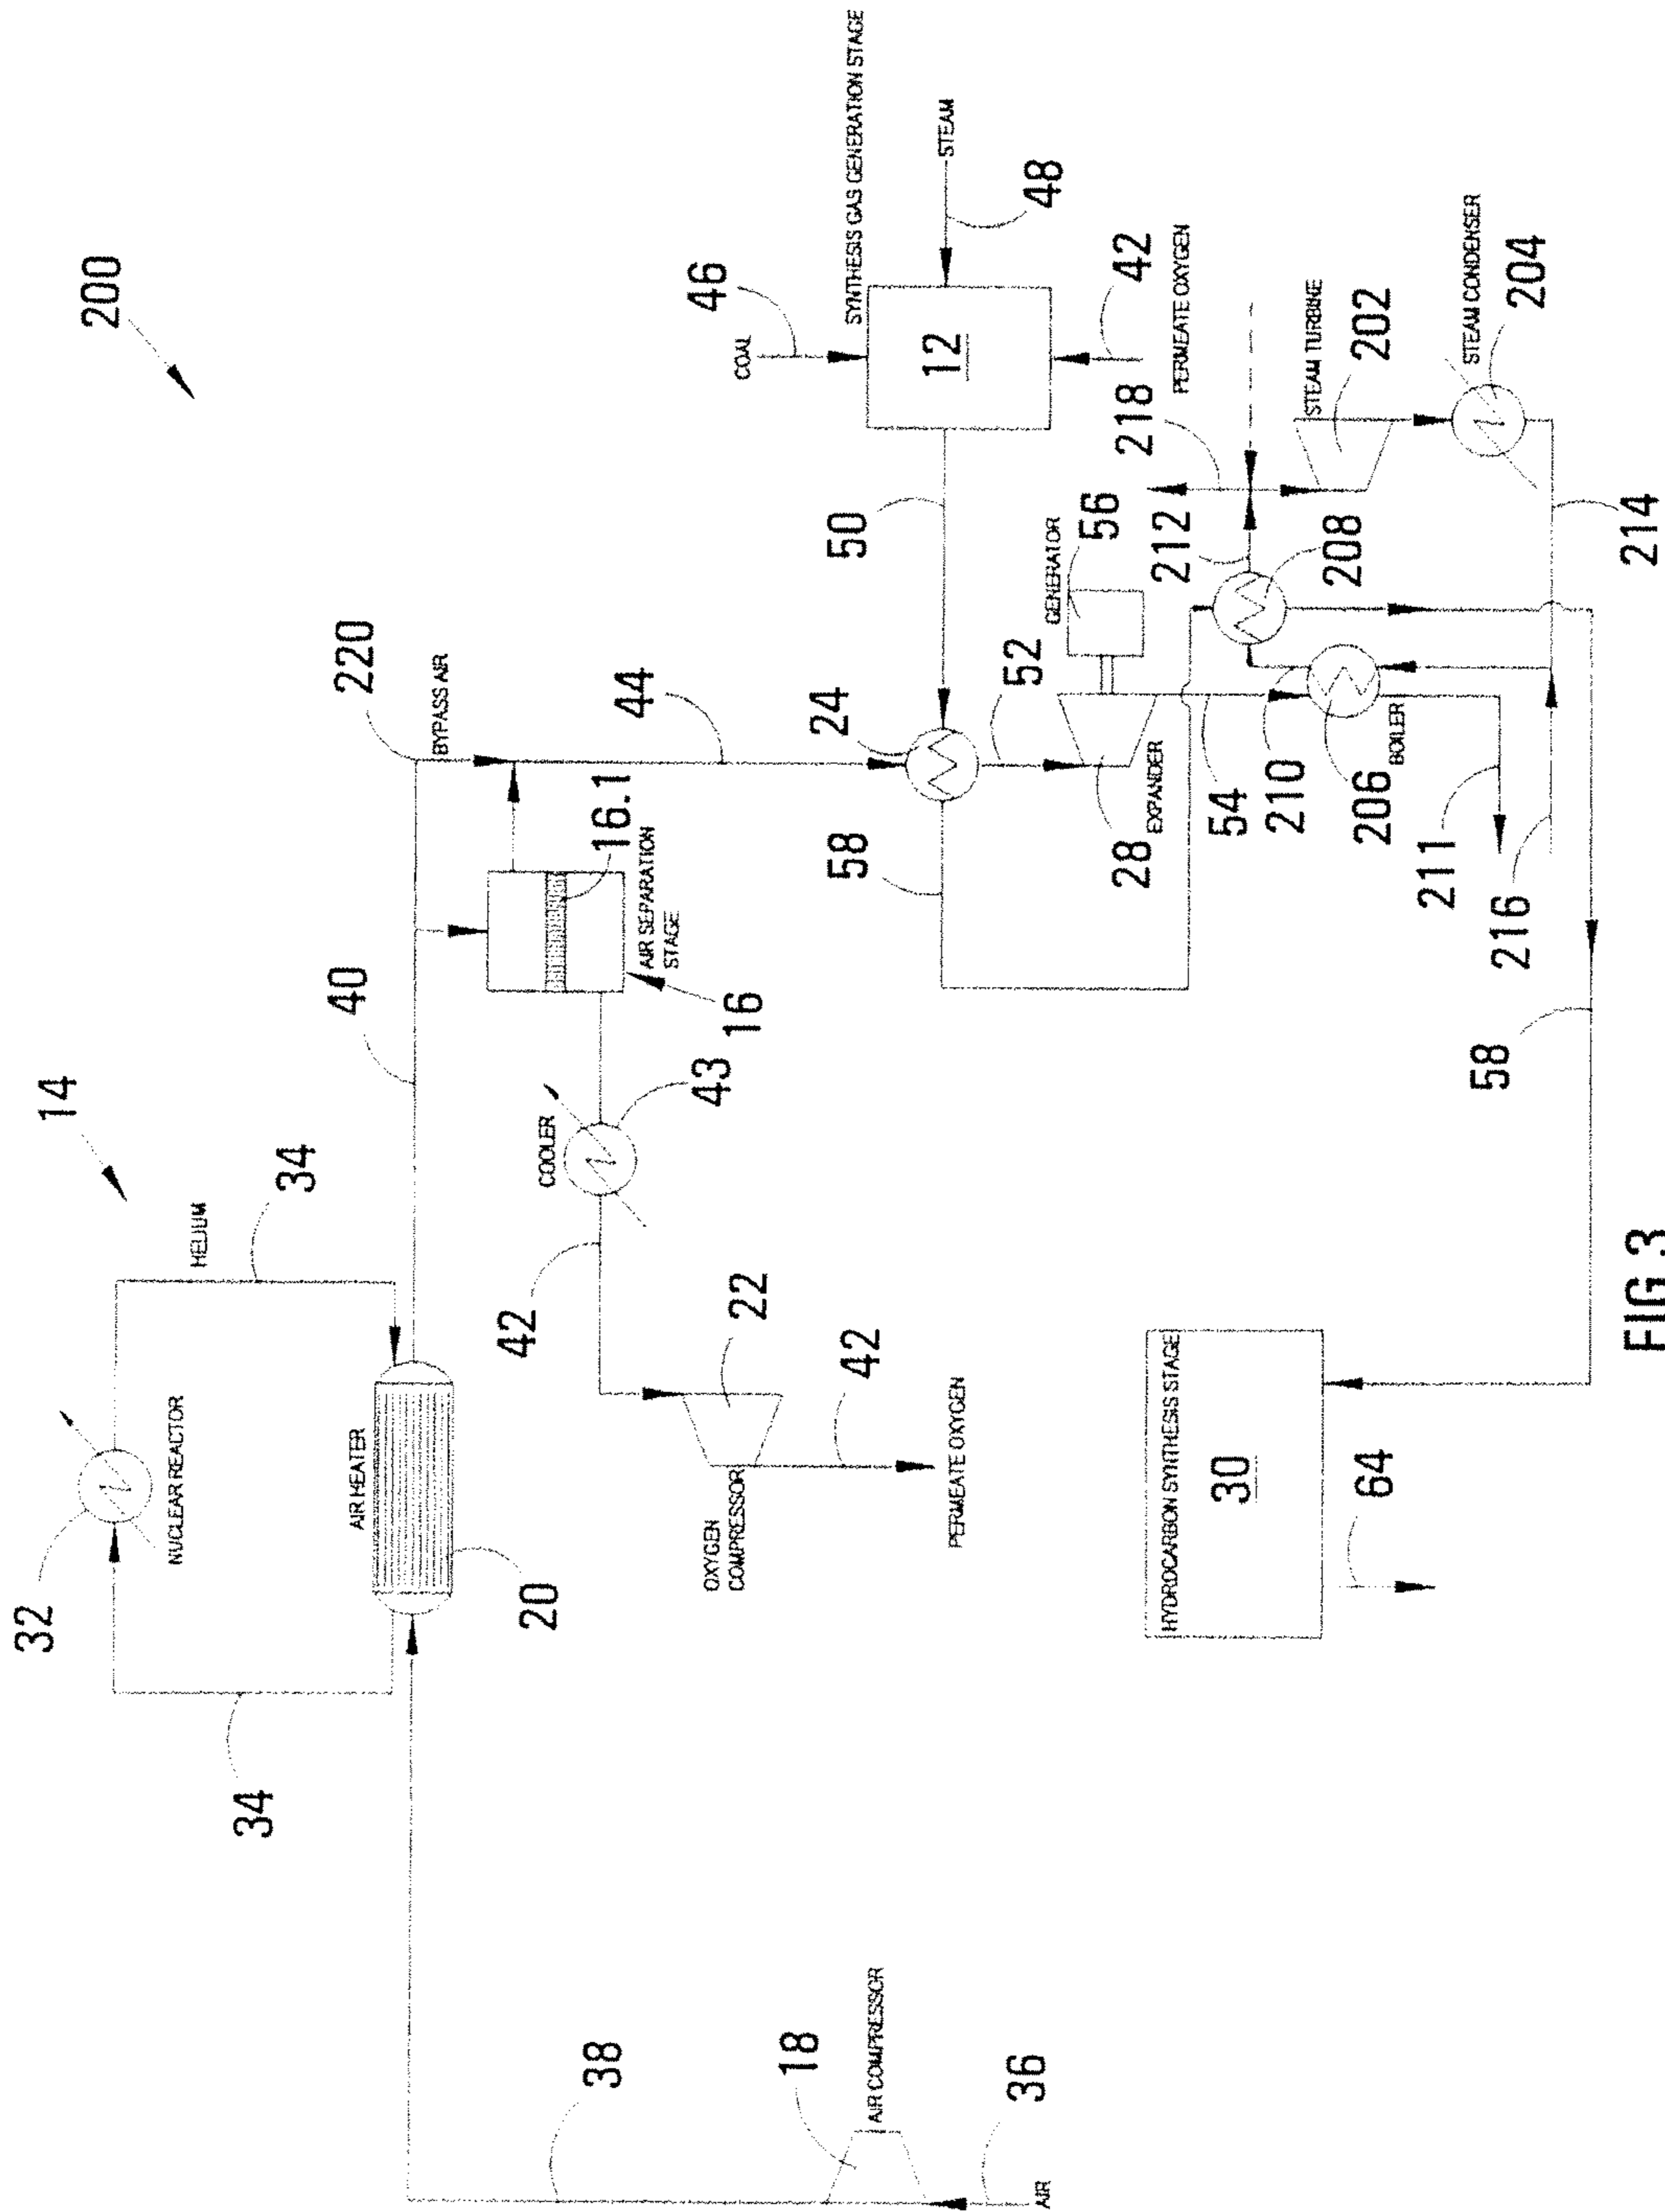 32
34
NUCLEAR REACTOR
HELIUM
34
14
200
AIR HEATER
20
40
220
BYPASS AIR
38
42
COOLER
43
16
AIR SEPARATION
STAGE
16.1
44
46
COAL
18
AIR COMPRESSOR
36
AIR
OXYGEN
COMPRESSOR
22
42
PERMEATE OXYGEN
58
24
50
SYNTHESIS GAS GENERATION STAGE
12
STEAM
48
52
GENERATOR
56
28
EXPANDER
42
PERMEATE OXYGEN
218
212
HYDROCARBON SYNTHESIS STAGE
30
64
54
210
206
BOILER
208
STEAM TURBINE
202
211
216
58
STEAM CONDENSER
204
214
FIG 3